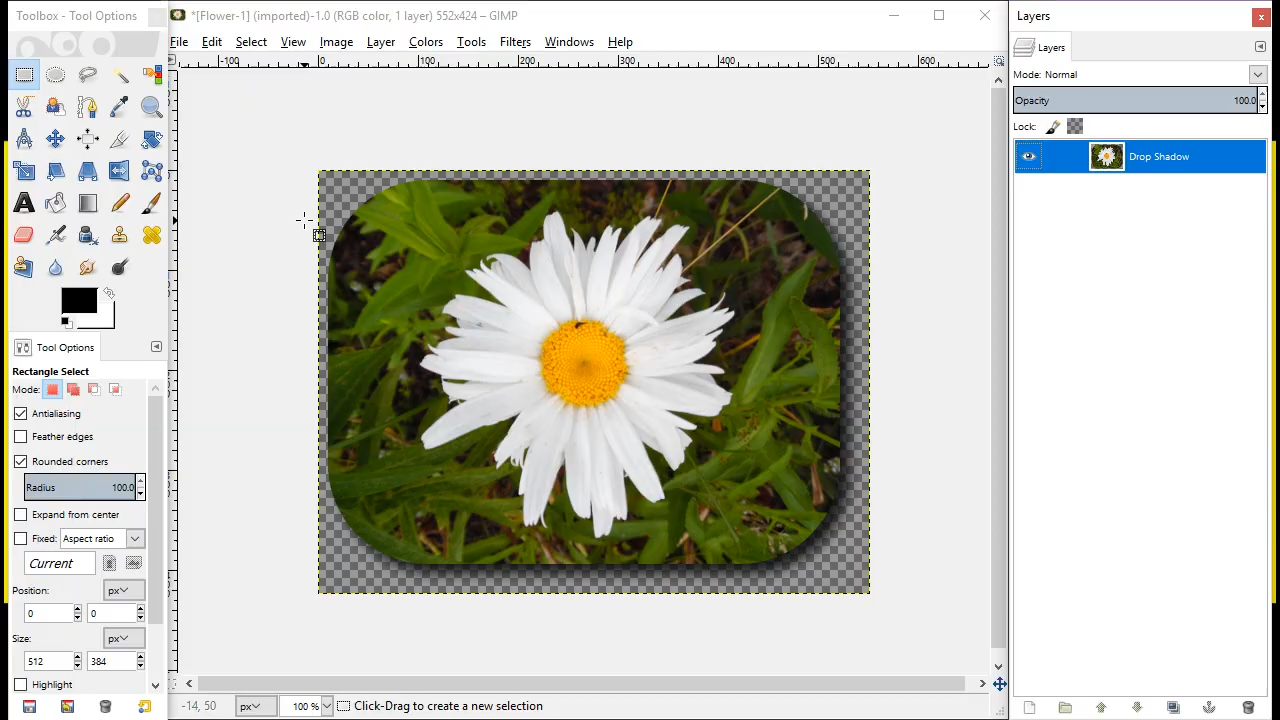 Toolbox - Tool Options
*[Flower-1] (imported)-1.0 (RGB color, 1 layer) 552x424 – GIMP
Layers
File Edit Select View Image Layer Colors Tools Filters Windows Help
Layers
-100 0 100 200 300 400 500 600
Mode: Normal
Opacity 100.0
Lock:
Drop Shadow
Tool Options
Rectangle Select
Mode:
Antialiasing
Feather edges
Rounded corners
Radius 100.0
Expand from center
Fixed: Aspect ratio
Current
Position: px
0 0
Size: px
512 384
Highlight
-14, 50 px 100 % Click-Drag to create a new selection